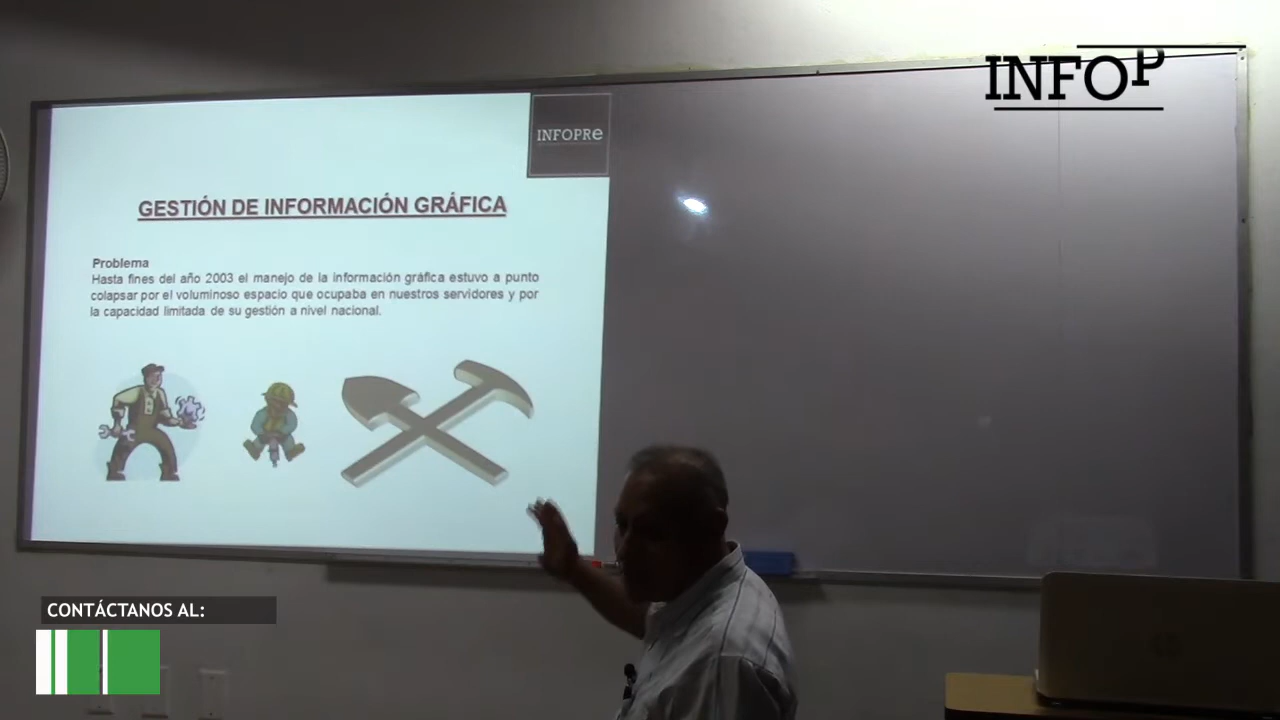 INFOP
INFOPRe
GESTIÓN DE INFORMACIÓN GRÁFICA
Problema
Hasta fines del año 2003 el manejo de la información gráfica estuvo a punto
colapsar por el voluminoso espacio que ocupaba en nuestros servidores y por
la capacidad limitada de su gestión a nivel nacional.
CONTÁCTANOS AL: